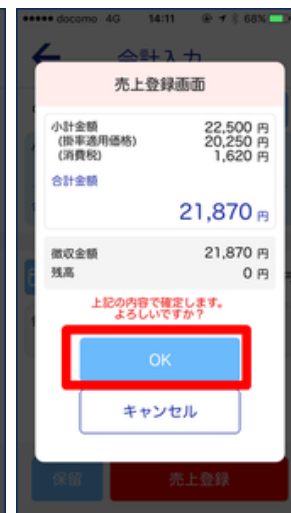 docomo 4G 14:11 68%
合計入力
売上登録画面
小計金額 22,500 円
(掛率適用価格) 20,250 円
(消費税) 1,620 円
合計金額
21,870 円
徴収金額 21,870 円
残高 0 円
上記の内容で確定します。
よろしいですか？
OK
キャンセル
保留 売上登録